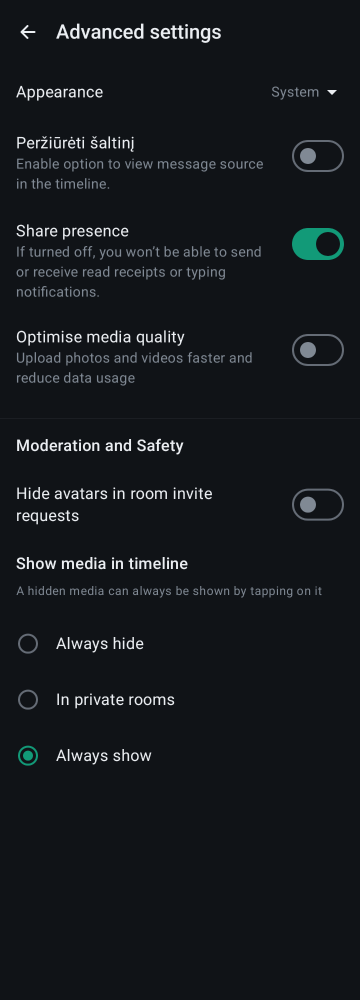 Advanced settings
Appearance
System
Peržiūrėti šaltinį
Enable option to view message source
in the timeline.
Share presence
If turned off, you won't be able to send
or receive read receipts or typing
notifications.
Optimise media quality
Upload photos and videos faster and
reduce data usage
Moderation and Safety
Hide avatars in room invite
requests
Show media in timeline
A hidden media can always be shown by tapping on it
Always hide
In private rooms
Always show